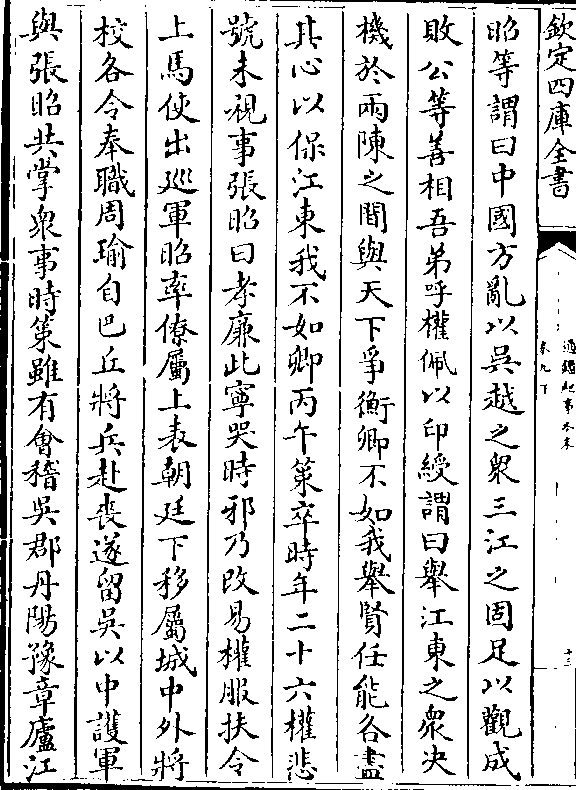 欽定四庫全書
通鑑紀事本末
卷九下
十三
昭等謂曰中國方亂以吳越之衆三江之固足以觀成
敗公等善相吾弟呼權佩以印綬謂曰舉江東之衆決
機於兩陳之間與天下爭衡卿不如我舉賢任能各盡
其心以保江東我不如卿丙午策卒時年二十六權悲
號未視事張昭曰孝廉此寧哭時邪乃改易權服扶令
上馬使出巡軍昭率僚屬上表朝廷下移屬城中外將
校各令奉職周瑜自巴丘將兵赴喪遂留吳以中護軍
與張昭共掌衆事時策雖有會稽吳郡丹陽豫章廬江